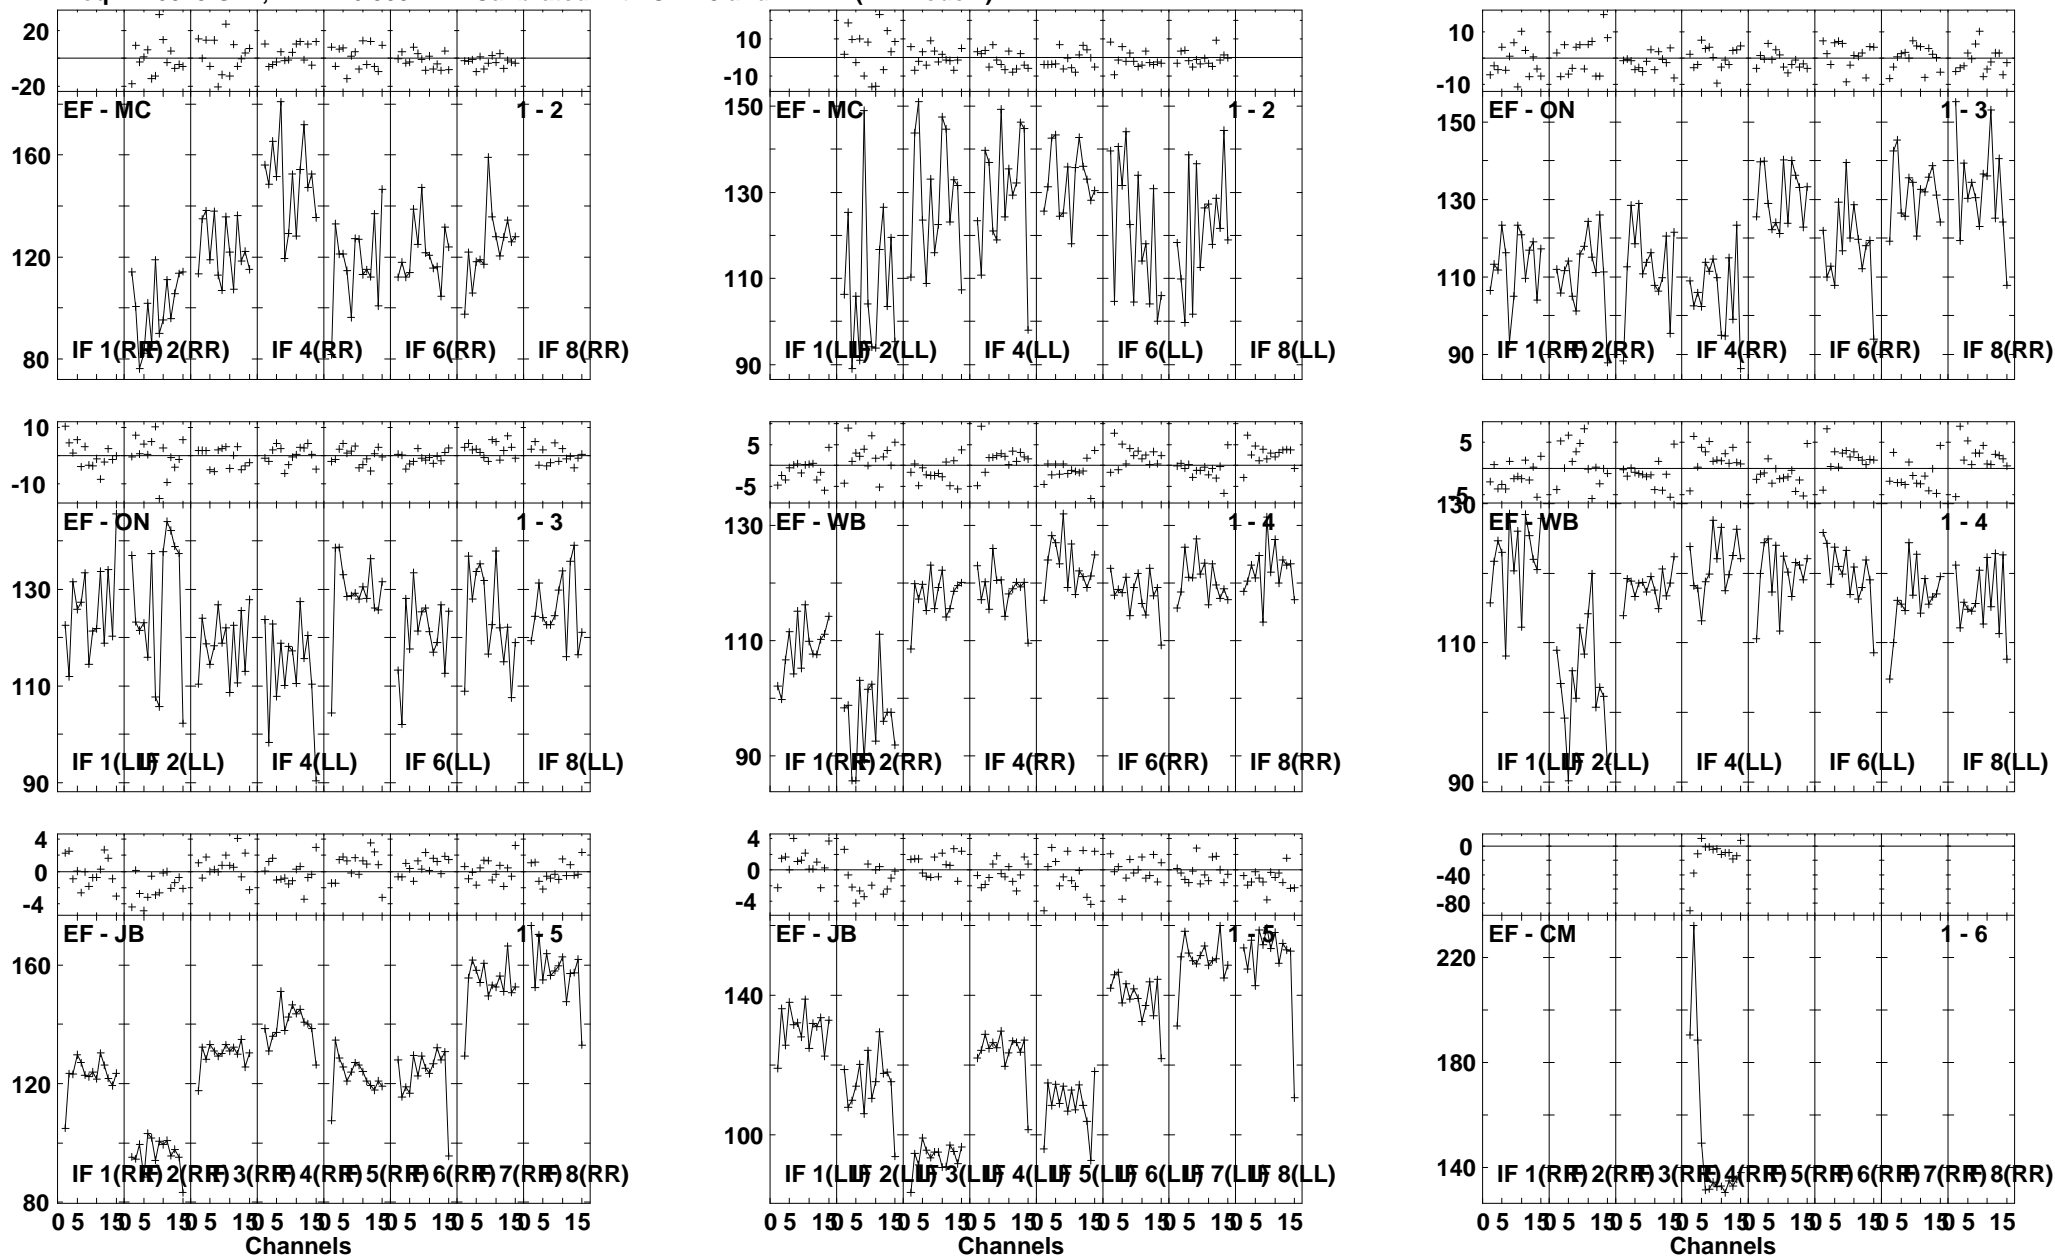 20
-20
EF - MC 1 - 2
160
120
80
IF 1(RR) IF 2(RR) IF 4(RR) IF 6(RR) IF 8(RR)
10
-10
150
EF - MC 1 - 2
130
110
90
IF 1(LL) IF 2(LL) IF 4(LL) IF 6(LL) IF 8(LL)
10
-10
EF - ON 1 - 3
150
130
110
90
IF 1(RR) IF 2(RR) IF 4(RR) IF 6(RR) IF 8(RR)
10
-10
EF - ON 1 - 3
130
110
90
IF 1(LL) IF 2(LL) IF 4(LL) IF 6(LL) IF 8(LL)
5
-5
EF - WB 1 - 4
130
110
90
IF 1(RR) IF 2(RR) IF 4(RR) IF 6(RR) IF 8(RR)
5
-5
130
EF - WB 1 - 4
110
90
IF 1(LL) IF 2(LL) IF 4(LL) IF 6(LL) IF 8(LL)
4
0
-4
EF - JB 1 - 5
160
120
80
IF 1(RR) IF 2(RR) IF 3(RR) IF 4(RR) IF 5(RR) IF 6(RR) IF 7(RR) IF 8(RR)
0 5 15 0 5 15 0 5 15 0 5 15 0 5 15 0 5 15 0 5 15 0 5 15
Channels
4
0
-4
EF - JB 1 - 5
140
100
IF 1(LL) IF 2(LL) IF 3(LL) IF 4(LL) IF 5(LL) IF 6(LL) IF 7(LL) IF 8(LL)
0 5 15 0 5 15 0 5 15 0 5 15 0 5 15 0 5 15 0 5 15 0 5 15
Channels
0
-40
-80
EF - CM 1 - 6
220
180
140
IF 1(RR) IF 2(RR) IF 3(RR) IF 4(RR) IF 5(RR) IF 6(RR) IF 7(RR) IF 8(RR)
0 5 15 0 5 15 0 5 15 0 5 15 0 5 15 0 5 15 0 5 15 0 5 15
Channels